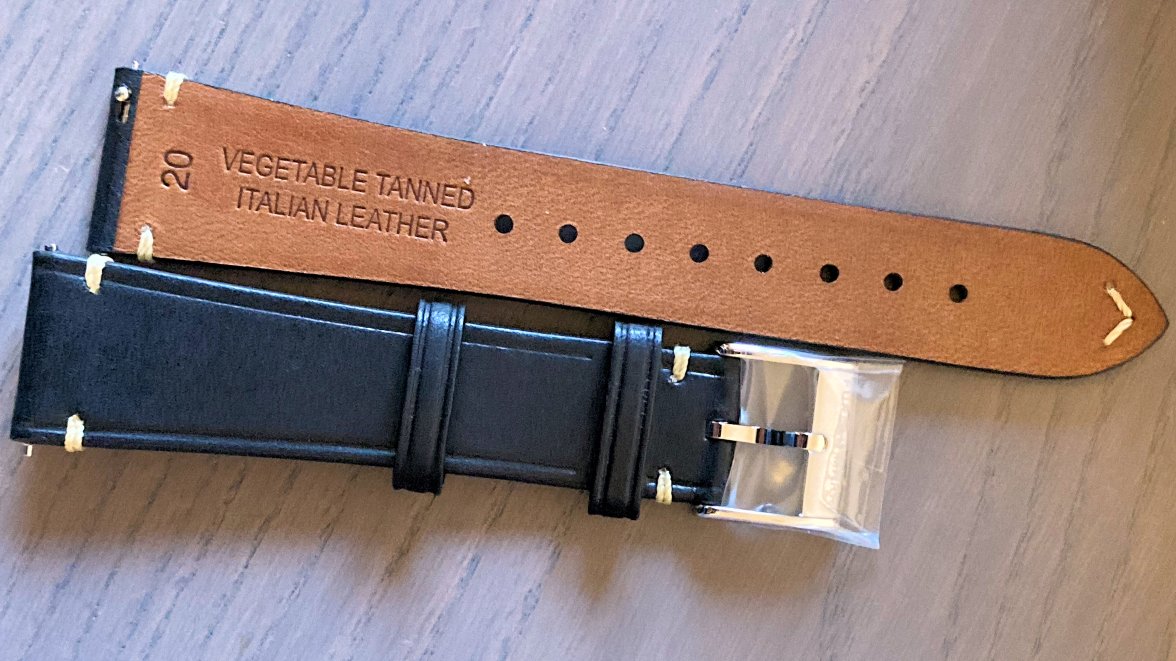 20
VEGETABLE TANNED
ITALIAN LEATHER